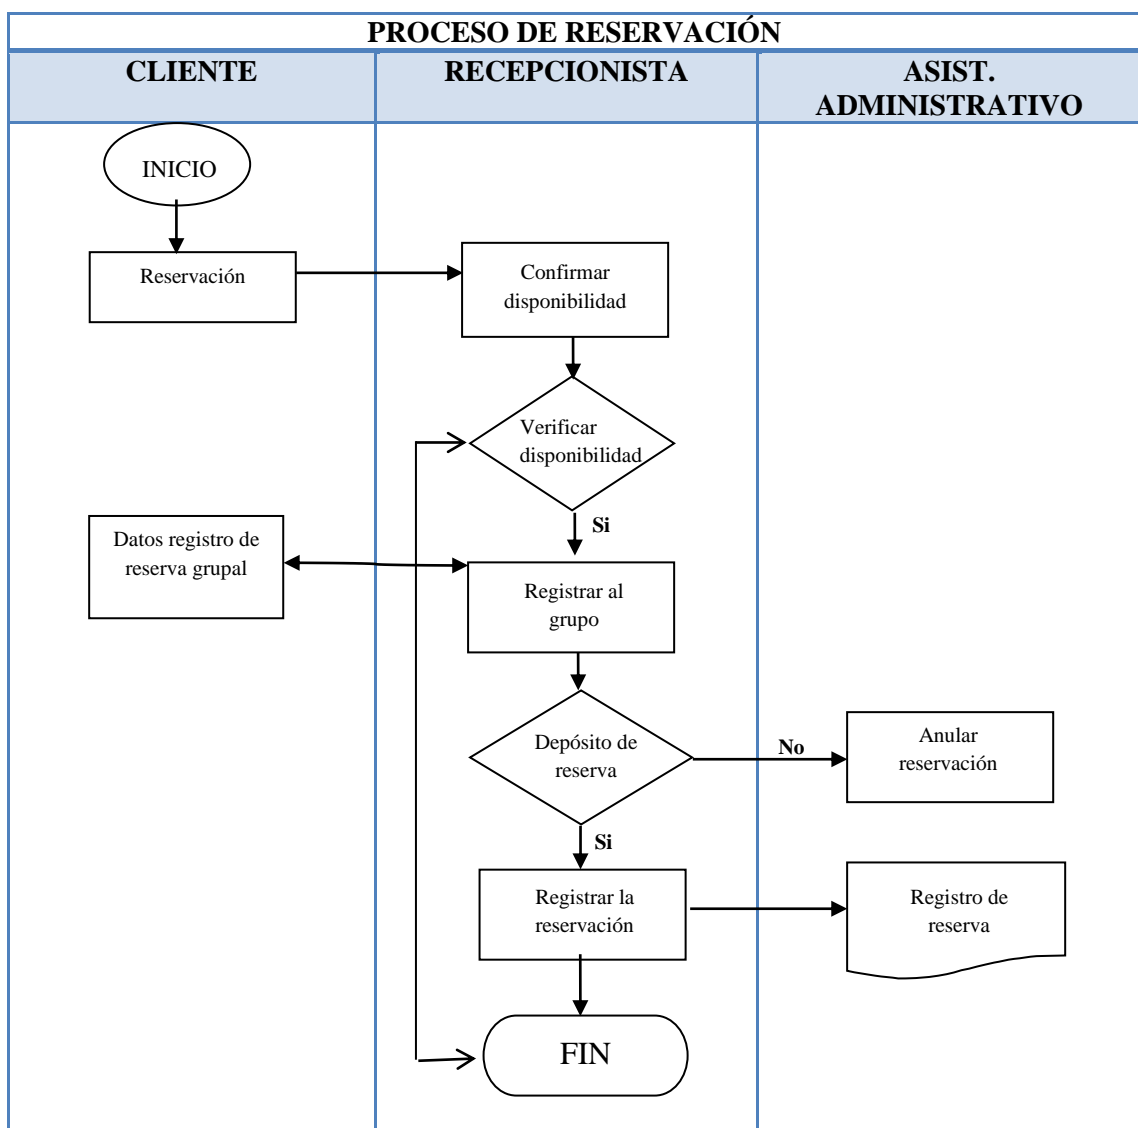 PROCESO DE RESERVACIÓN
CLIENTE
RECEPCIONISTA
ASIST.
ADMINISTRATIVO
INICIO
Reservación
Confirmar
disponibilidad
Verificar
disponibilidad
Si
Datos registro de
reserva grupal
Registrar al
grupo
Depósito de
reserva
No
Anular
reservación
Si
Registrar la
reservación
Registro de
reserva
FIN